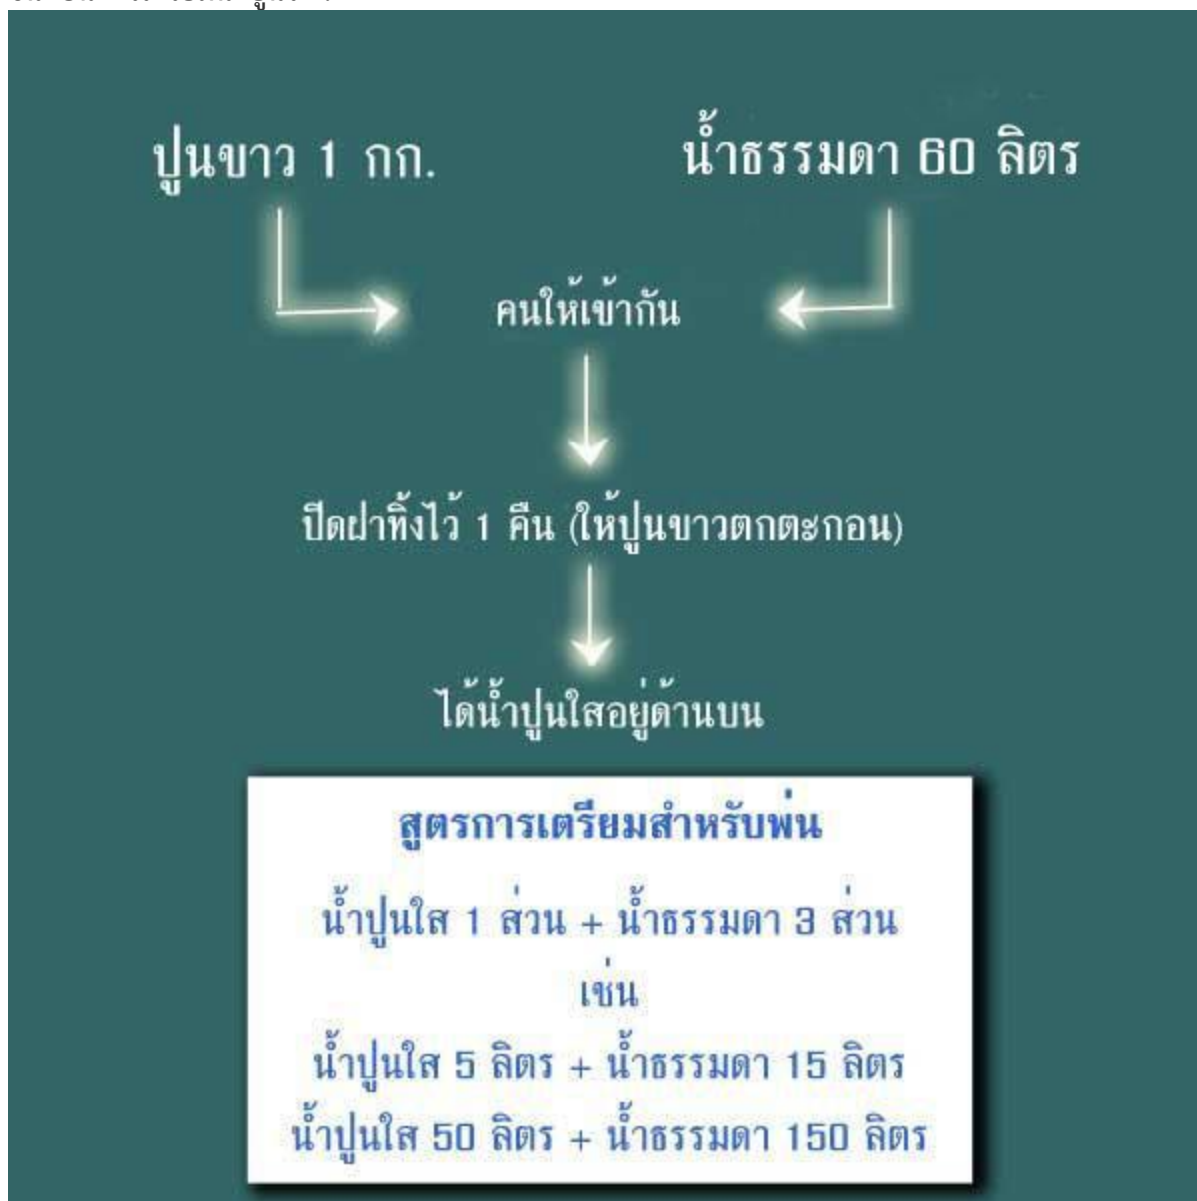 ปูนขาว 1 กก.
น้ำธรรมดา 60 ลิตร
คนให้เข้ากัน
ปิดฝาทิ้งไว้ 1 คืน (ให้ปูนขาวตกตะกอน)
ได้น้ำปูนใสอยู่ด้านบน
สูตรการเตรียมสำหรับพ่น
น้ำปูนใส 1 ส่วน + น้ำธรรมดา 3 ส่วน
เช่น
น้ำปูนใส 5 ลิตร + น้ำธรรมดา 15 ลิตร
น้ำปูนใส 50 ลิตร + น้ำธรรมดา 150 ลิตร